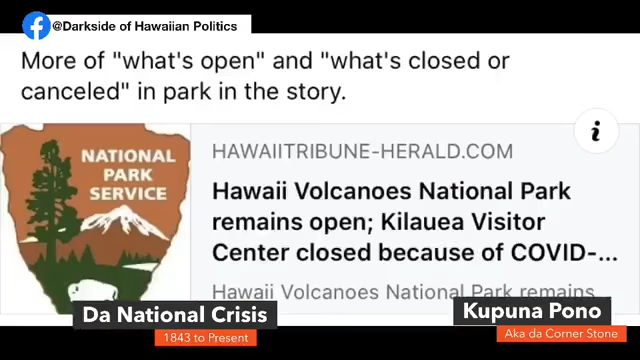 @Darkside of Hawaiian Politics
More of "what's open" and "what's closed or
canceled" in park in the story.
NATIONAL
PARK
SERVICE
HAWAIITRIBUNE-HERALD.COM
Hawaii Volcanoes National Park
remains open; Kilauea Visitor
Center closed because of COVID-...
Hawaii Volcanoes National Park remains
Da National Crisis
1843 to Present
Kupuna Pono
Aka da Corner Stone